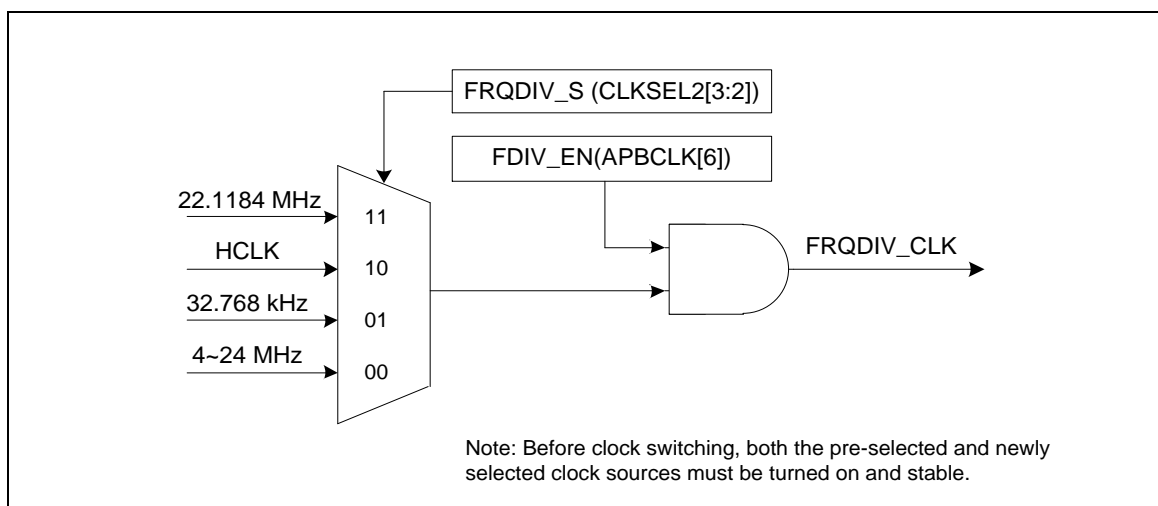 FRQDIV_S (CLKSEL2[3:2])
FDIV_EN(APBCLK[6])
22.1184 MHz
11
HCLK
10
32.768 kHz
01
4~24 MHz
00
FRQDIV_CLK
Note: Before clock switching, both the pre-selected and newly
selected clock sources must be turned on and stable.